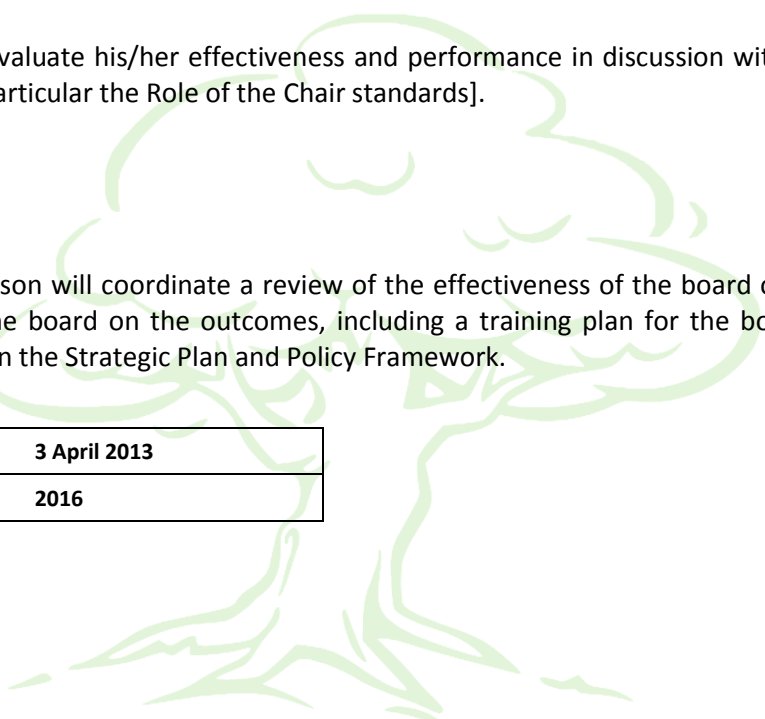 valuate his/her effectiveness and performance in discussion wit
articular the Role of the Chair standards].
son will coordinate a review of the effectiveness of the board
e board on the outcomes, including a training plan for the bo
n the Strategic Plan and Policy Framework.
3 April 2013
2016